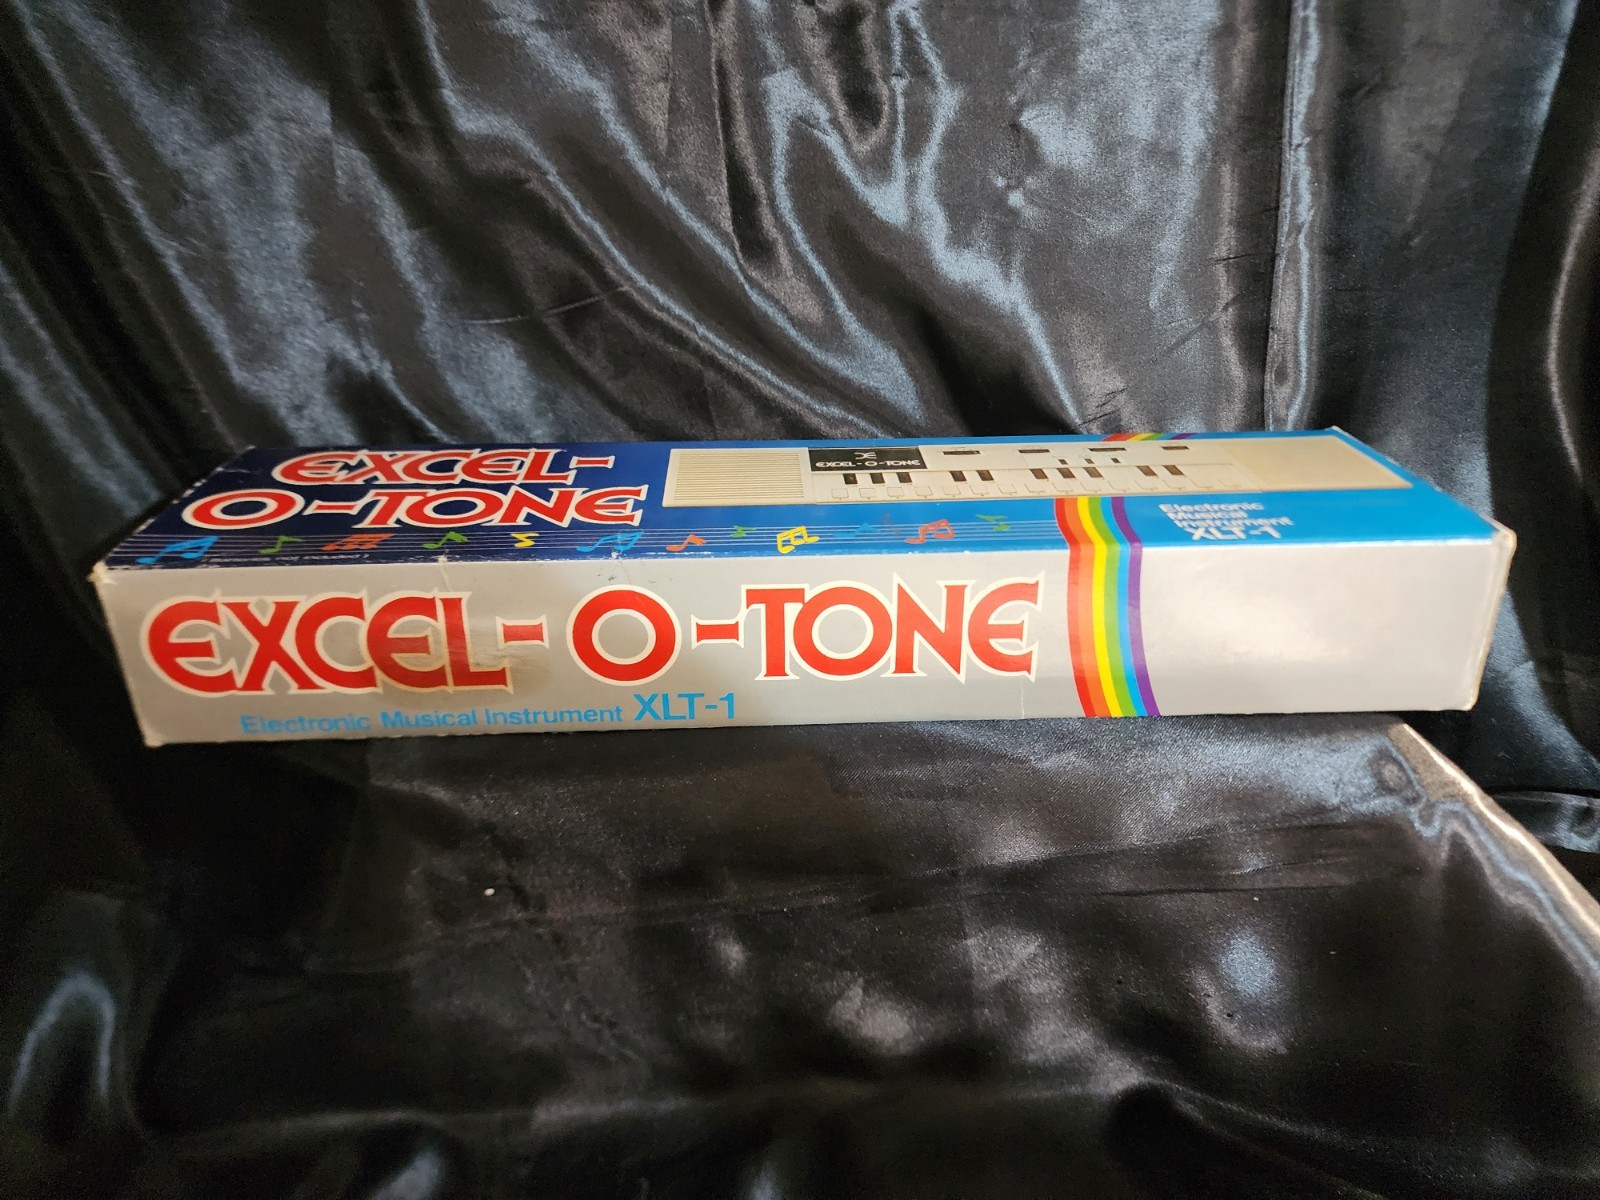 EXCEL-
O-TONE
EXCEL-O-TONE
Electronic
Musical
Instrument
XLT-1
EXCEL-O-TONE
Electronic Musical Instrument XLT-1